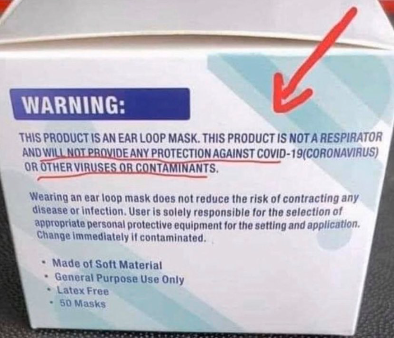 WARNING:
THIS PRODUCT IS AN EAR LOOP MASK. THIS PRODUCT IS NOT A RESPIRATOR
AND WILL NOT PROVIDE ANY PROTECTION AGAINST COVID-19(CORONAVIRUS)
OR OTHER VIRUSES OR CONTAMINANTS.
Wearing an ear loop mask does not reduce the risk of contracting any
disease or infection. User is solely responsible for the selection of
appropriate personal protective equipment for the setting and application.
Change immediately if contaminated.
• Made of Soft Material
• General Purpose Use Only
• Latex Free
• 50 Masks